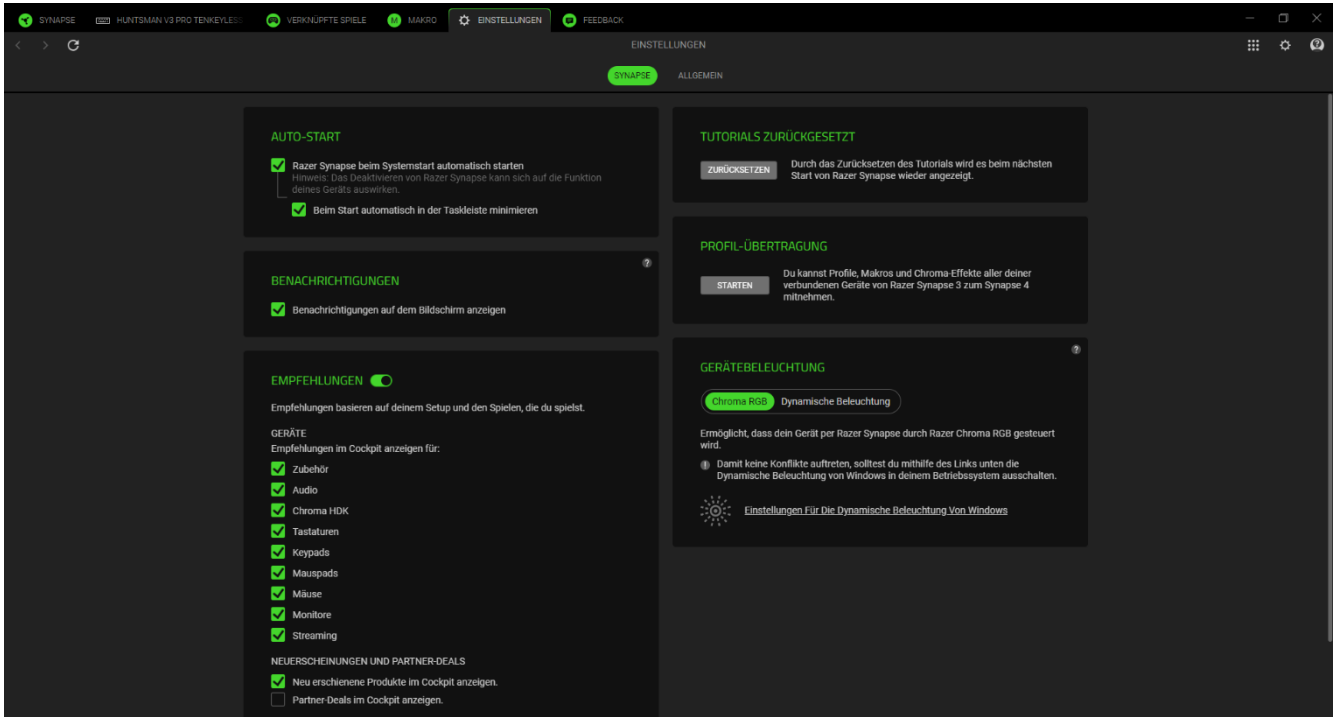 SYNAPSE
HUNTSMAN V3 PRO TENKEYLESS
VERKNÜPFTE SPIELE
M
MAKRO
EINSTELLUNGEN
FEEDBACK
EINSTELLUNGEN
SYNAPSE
ALLGEMEIN
AUTO-START
Razer Synapse beim Systemstart automatisch starten
Hinweis: Das Deaktivieren von Razer Synapse kann sich auf die Funktion
deines Geräts auswirken.
Beim Start automatisch in der Taskleiste minimieren
BENACHRICHTIGUNGEN
?
Benachrichtigungen auf dem Bildschirm anzeigen
EMPFEHLUNGEN
Empfehlungen basieren auf deinem Setup und den Spielen, die du spielst.
GERÄTE
Empfehlungen im Cockpit anzeigen für:
Zubehör
Audio
Chroma HDK
Tastaturen
Keypads
Mauspads
Mäuse
Monitore
Streaming
NEUERSCHEINUNGEN UND PARTNER-DEALS
Neu erschienene Produkte im Cockpit anzeigen.
Partner-Deals im Cockpit anzeigen.
TUTORIALS ZURÜCKGESETZT
ZURÜCKSETZEN
Durch das Zurücksetzen des Tutorials wird es beim nächsten
Start von Razer Synapse wieder angezeigt.
PROFIL-ÜBERTRAGUNG
STARTEN
Du kannst Profile, Makros und Chroma-Effekte aller deiner
verbundenen Geräte von Razer Synapse 3 zum Synapse 4
mitnehmen.
?
GERÄTEBELEUCHTUNG
Chroma RGB
Dynamische Beleuchtung
Ermöglicht, dass dein Gerät per Razer Synapse durch Razer Chroma RGB gesteuert
wird.
Damit keine Konflikte auftreten, solltest du mithilfe des Links unten die
Dynamische Beleuchtung von Windows in deinem Betriebssystem ausschalten.
Einstellungen Für Die Dynamische Beleuchtung Von Windows